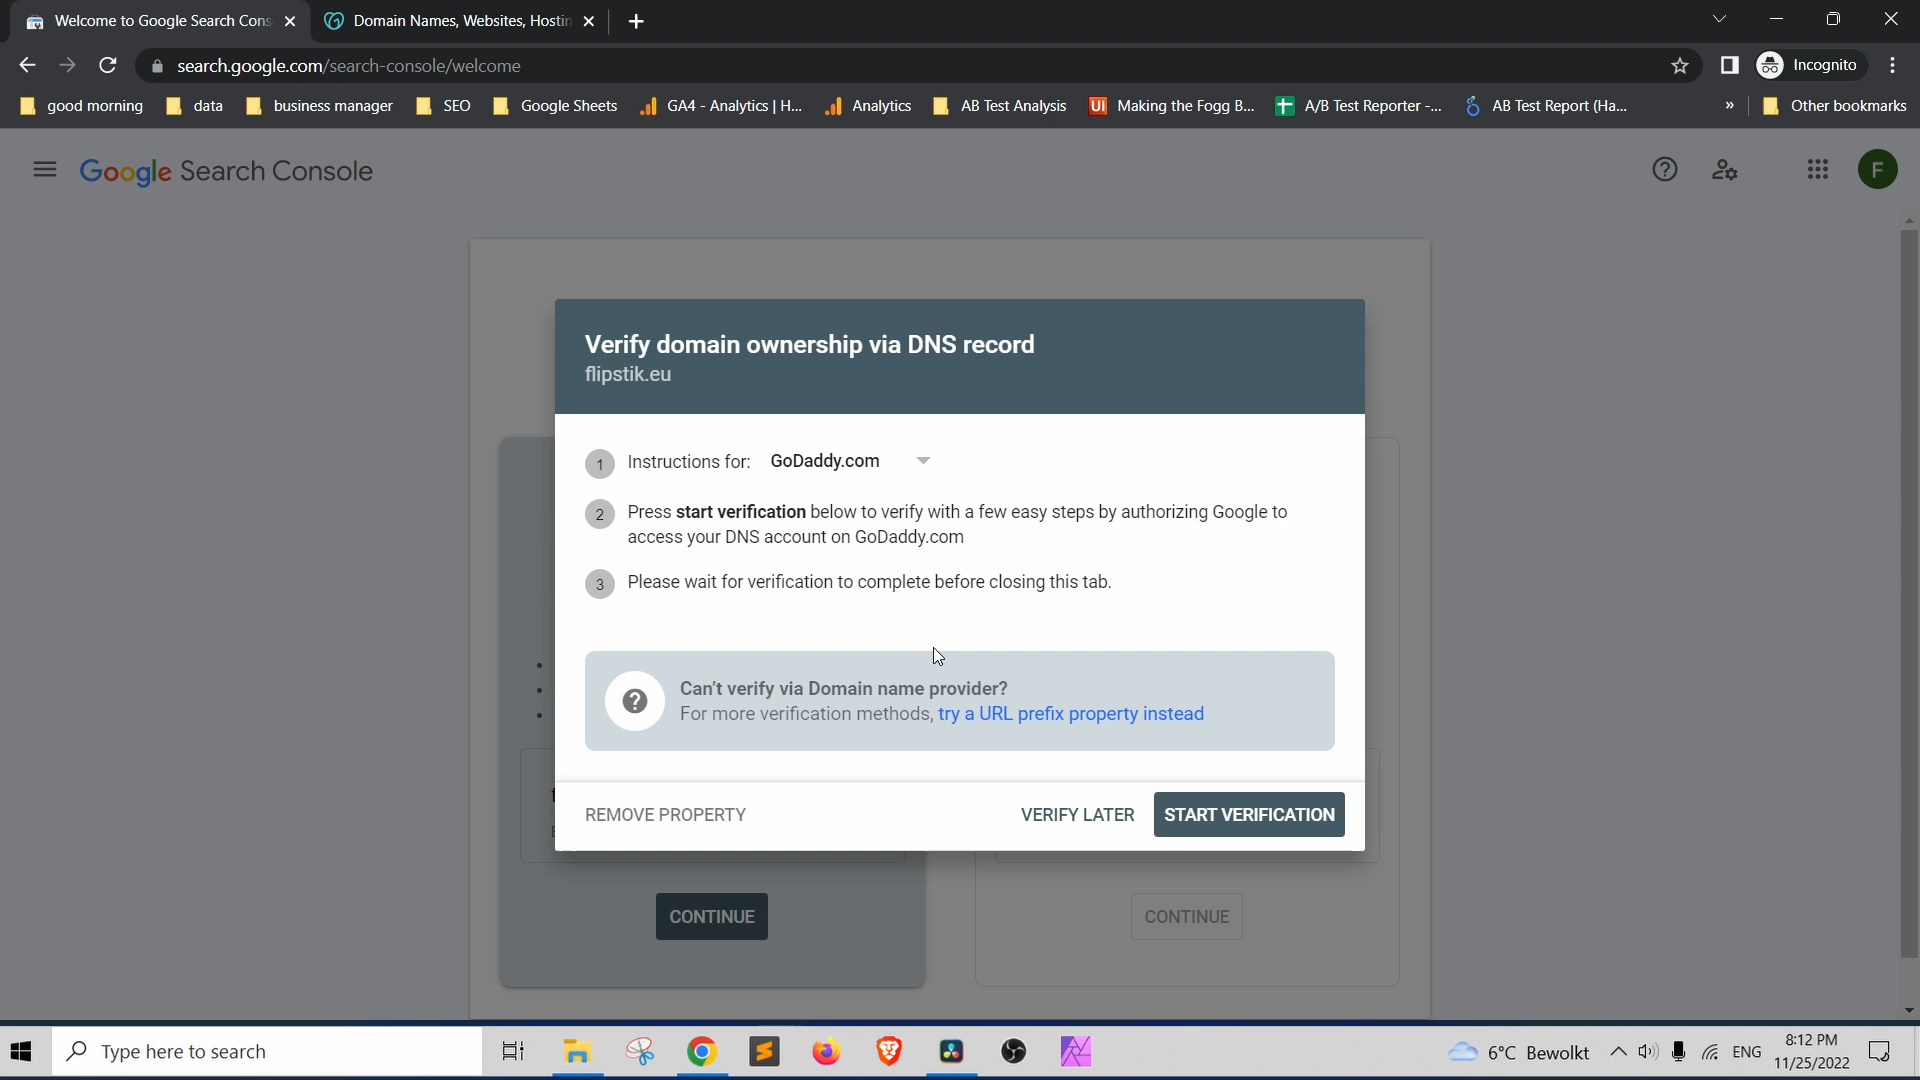 Welcome to Google Search Cons
Domain Names, Websites, Hostin
search.google.com/search-console/welcome
Incognito
good morning
data
business manager
SEO
Google Sheets
GA4 - Analytics | H...
Analytics
AB Test Analysis
UI
Making the Fogg B...
A/B Test Reporter -...
AB Test Report (Ha...
»
Other bookmarks
Google Search Console
F
Verify domain ownership via DNS record
flipstik.eu
1 Instructions for: GoDaddy.com
2 Press start verification below to verify with a few easy steps by authorizing Google to
access your DNS account on GoDaddy.com
3 Please wait for verification to complete before closing this tab.
Can't verify via Domain name provider?
For more verification methods, try a URL prefix property instead
REMOVE PROPERTY
VERIFY LATER
START VERIFICATION
CONTINUE
CONTINUE
Type here to search
6°C Bewolkt
ENG
8:12 PM
11/25/2022